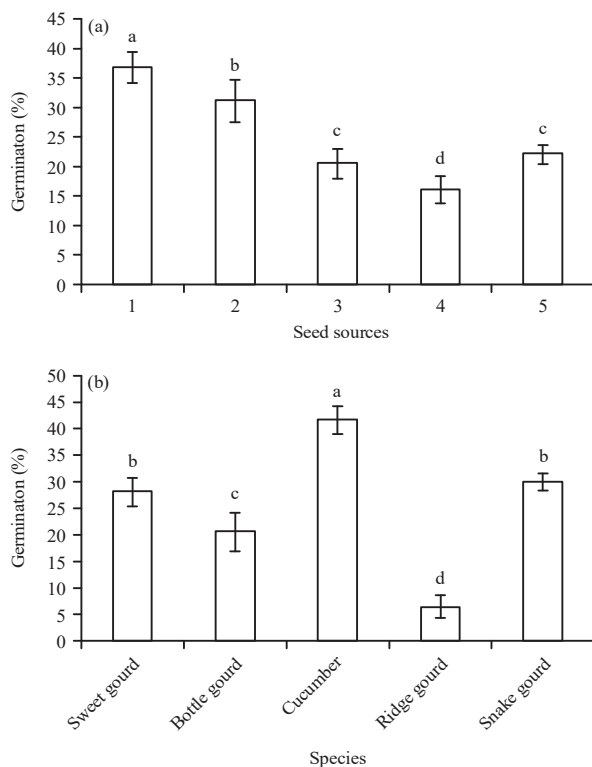 (a)
45
40
35
30
25
20
15
10
5
0
Germinaton (%)
a
b
c
d
c
1 2 3 4 5
Seed sources
(b)
50
45
40
35
30
25
20
15
10
5
0
Germinaton (%)
b
c
a
d
b
Sweet gourd
Bottle gourd
Cucumber
Ridge gourd
Snake gourd
Species